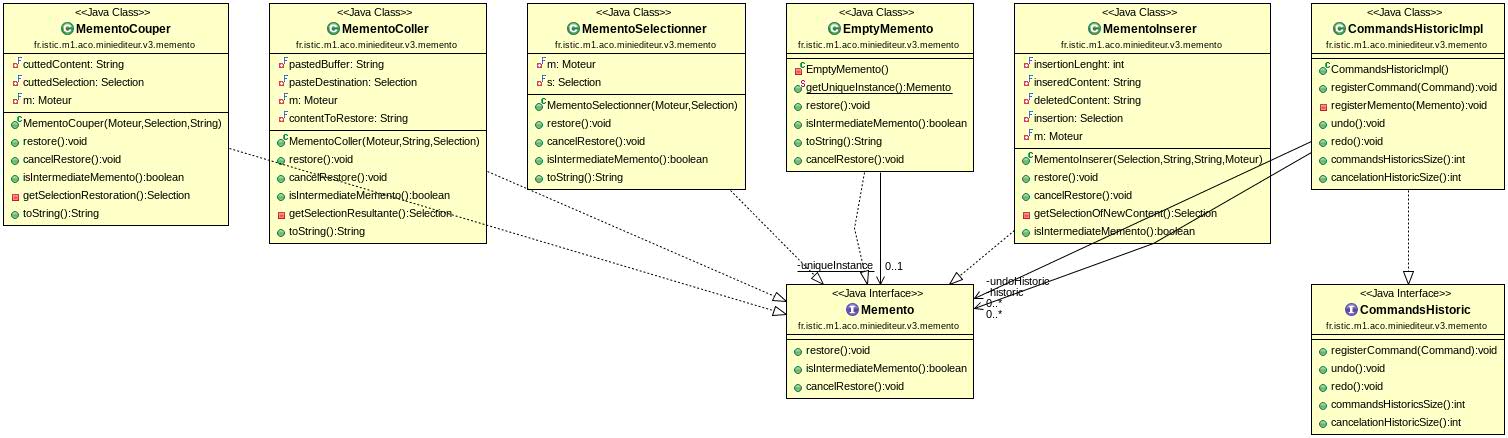 <<Java Class>>
MementoCouper
fr.istic.m1.aco.miniediteur.v3.memento
cuttedContent: String
cuttedSelection: Selection
m: Moteur
MementoCouper(Moteur,Selection,String)
restore():void
cancelRestore():void
isIntermediateMemento():boolean
getSelectionRestoration():Selection
toString():String
<<Java Class>>
MementoColler
fr.istic.m1.aco.miniediteur.v3.memento
pastedBuffer: String
pasteDestination: Selection
m: Moteur
contentToRestore: String
MementoColler(Moteur,String,Selection)
restore():void
cancelRestore():void
isIntermediateMemento():boolean
getSelectionResultante():Selection
toString():String
<<Java Class>>
MementoSelectionner
fr.istic.m1.aco.miniediteur.v3.memento
m: Moteur
s: Selection
MementoSelectionner(Moteur,Selection)
restore():void
cancelRestore():void
isIntermediateMemento():boolean
toString():String
<<Java Class>>
EmptyMemento
fr.istic.m1.aco.miniediteur.v3.memento
EmptyMemento()
getUniqueInstance():Memento
restore():void
isIntermediateMemento():boolean
toString():String
cancelRestore():void
<<Java Class>>
MementoInserer
fr.istic.m1.aco.miniediteur.v3.memento
insertionLenght: int
inseredContent: String
deletedContent: String
insertion: Selection
m: Moteur
MementoInserer(Selection,String,String,Moteur)
restore():void
cancelRestore():void
getSelectionOfNewContent():Selection
isIntermediateMemento():boolean
<<Java Class>>
CommandsHistoricImpl
fr.istic.m1.aco.miniediteur.v3.memento
CommandsHistoricImpl()
registerCommand(Command):void
registerMemento(Memento):void
undo():void
redo():void
commandsHistoricsSize():int
cancelationHistoricSize():int
-uniqueInstance
0..1
-undoHistoric
-historic
0..*
0..*
<<Java Interface>>
Memento
fr.istic.m1.aco.miniediteur.v3.memento
restore():void
isIntermediateMemento():boolean
cancelRestore():void
<<Java Interface>>
CommandsHistoric
fr.istic.m1.aco.miniediteur.v3.memento
registerCommand(Command):void
undo():void
redo():void
commandsHistoricsSize():int
cancelationHistoricSize():int